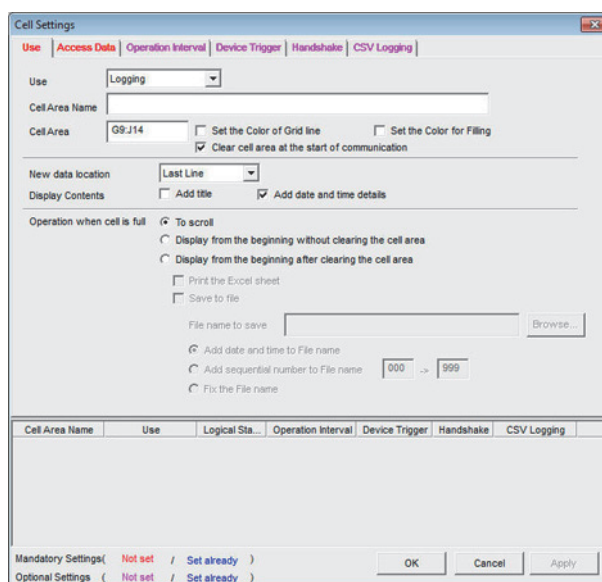 Cell Settings
Use Access Data Operation Interval Device Trigger Handshake CSV Logging
Use Logging
Cell Area Name
Cell Area G9:J14 Set the Color of Grid line Set the Color for Filling
Clear cell area at the start of communication
New data location Last Line
Display Contents Add title Add date and time details
Operation when cell is full To scroll
Display from the beginning without clearing the cell area
Display from the beginning after clearing the cell area
Print the Excel sheet
Save to file
File name to save Browse...
Add date and time to File name
Add sequential number to File name 000 -> 999
Fix the File name
Cell Area Name Use Logical Sta... Operation Interval Device Trigger Handshake CSV Logging
Mandatory Settings( Not set / Set already )
OK Cancel Apply
Optional Settings ( Not set / Set already )